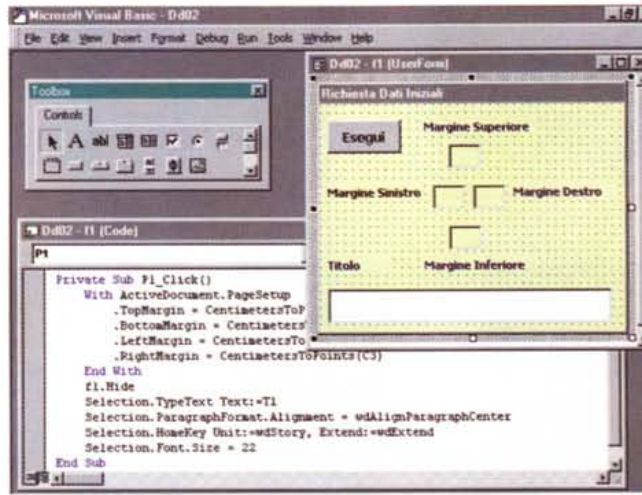 Microsoft Visual Basic - Dd02
File Edit View Insert Format Debug Run Tools Window Help
Toolbox
Controls
A abl
Dd02 - f1 (UserForm)
Richiesta Dati Iniziali
Esegui
Margine Superiore
Margine Sinistro
Margine Destro
Titolo
Margine Inferiore
Dd02 - f1 (Code)
P1
Private Sub P1_Click()
With ActiveDocument.PageSetup
.TopMargin = CentimetersToP
.BottomMargin = Centimeters
.LeftMargin = CentimetersTo
.RightMargin = CentimetersToPoints(C3)
End With
f1.Hide
Selection.TypeText Text:=T1
Selection.ParagraphFormat.Alignment = wdAlignParagraphCenter
Selection.HomeKey Unit:=wdStory, Extend:=wdExtend
Selection.Font.Size = 22
End Sub